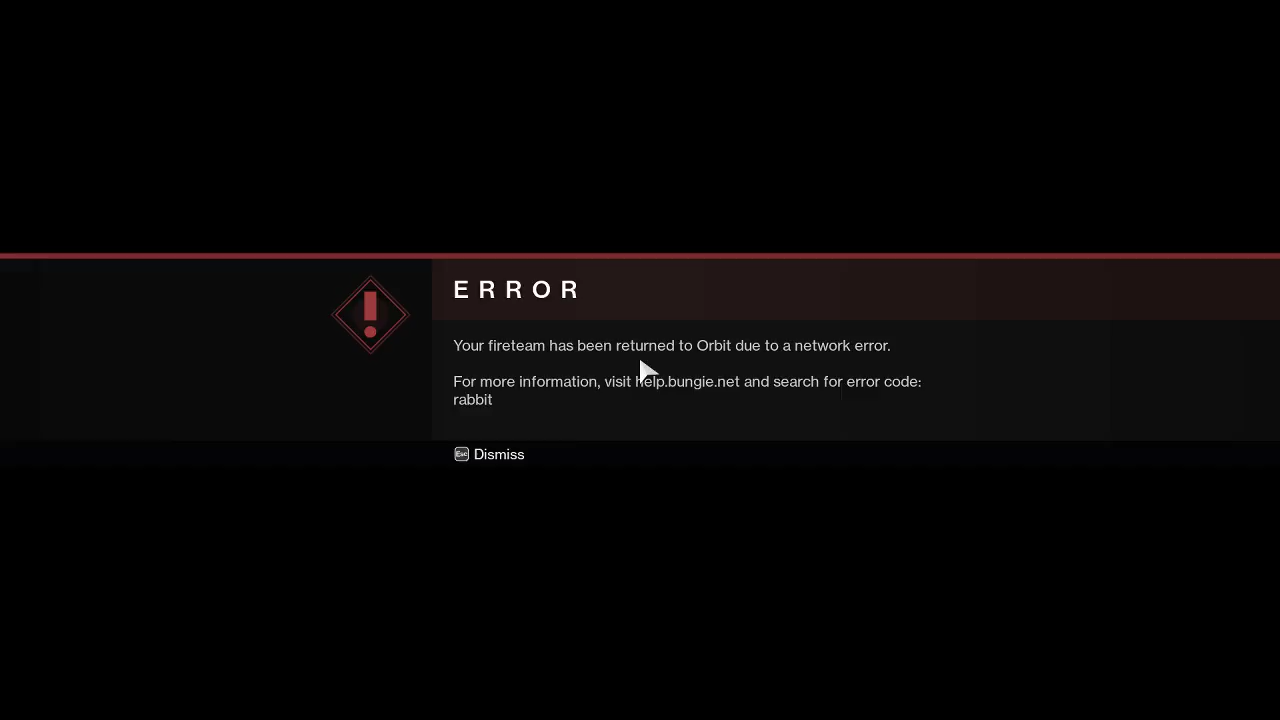 ERROR
Your fireteam has been returned to Orbit due to a network error.
For more information, visit help.bungie.net and search for error code:
rabbit
Esc Dismiss